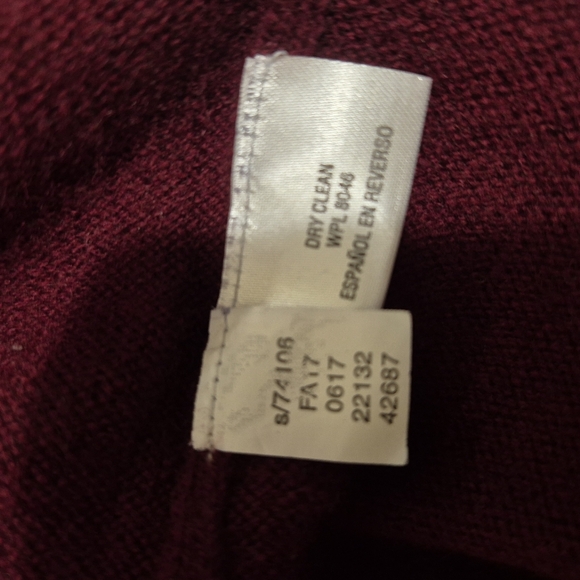 DRY CLEAN
WPL 8046
ESPAÑOL EN REVERSO
s/74106
FA17
0617
22132
42687